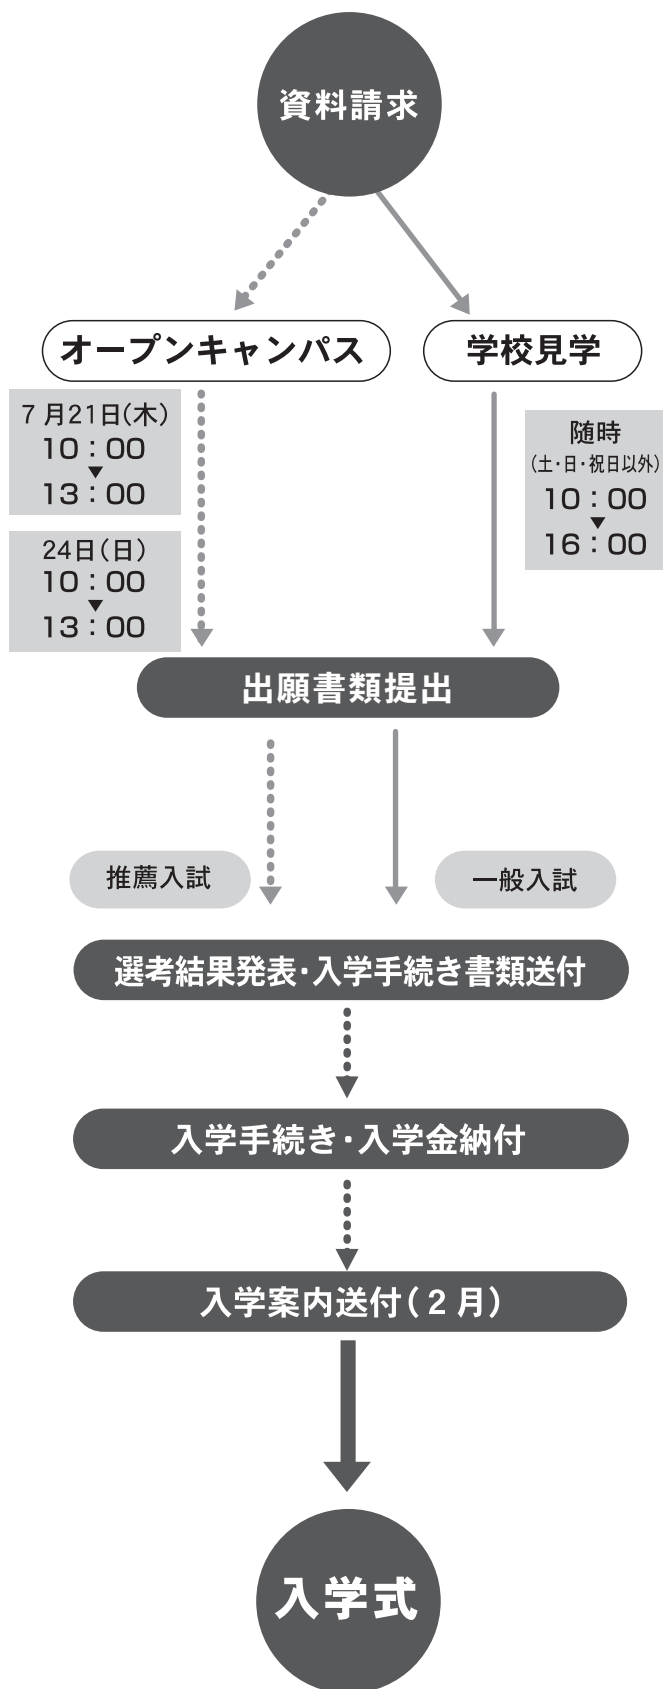 資料請求
オープンキャンパス
学校見学
7月21日(木)
10:00
▼
13:00
24日(日)
10:00
▼
13:00
随時
(土・日・祝日以外)
10:00
▼
16:00
出願書類提出
推薦入試
一般入試
選考結果発表・入学手続き書類送付
入学手続き・入学金納付
入学案内送付(2月)
入学式